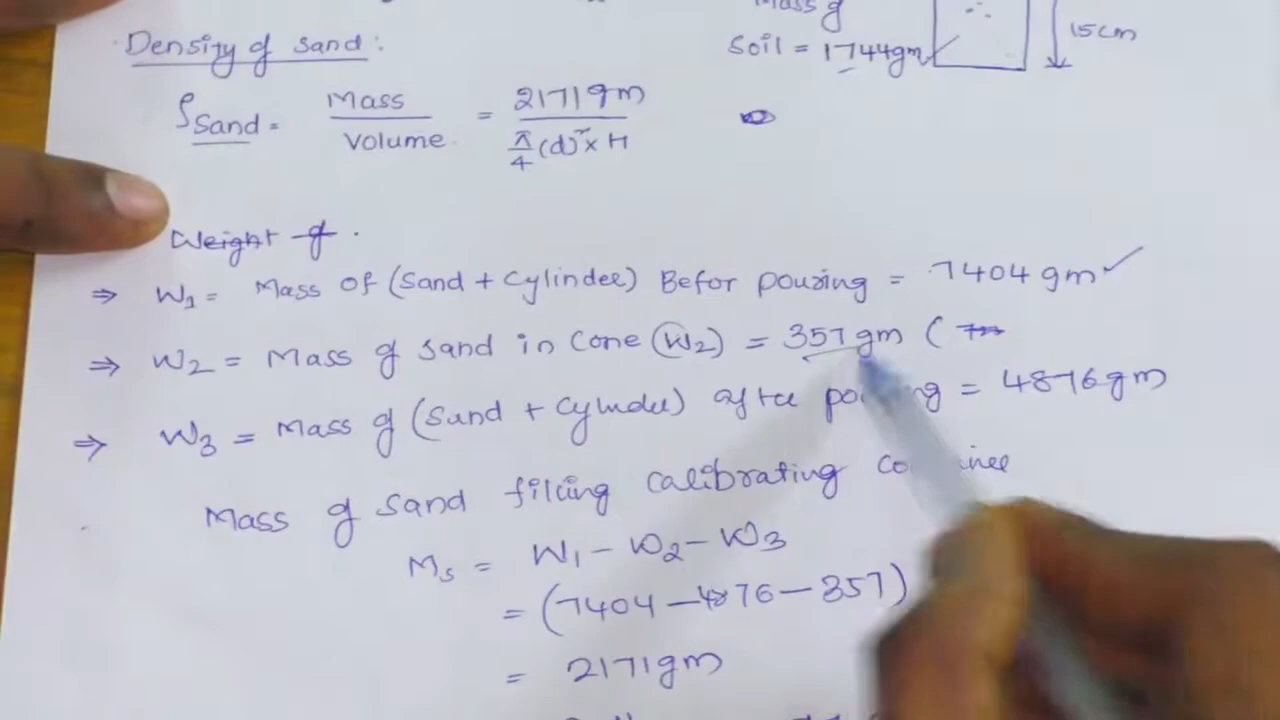 Mass of
Density of sand:
Soil = 1744gm
15cm
ρSand = Mass / Volume = 2171gm / π/4 (d)² x H
Weight of
⇒ W1 = Mass of (Sand + Cylinder) Befor pouring = 7404 gm ✓
⇒ W2 = Mass of sand in Cone (W2) = 357gm (
⇒ W3 = Mass of (Sand + Cylinder) after = 4876gm
Mass of Sand filling Calibrating
Ms = W1 - W2 - W3
= (7404 - 4876 - 357)
= 2171gm